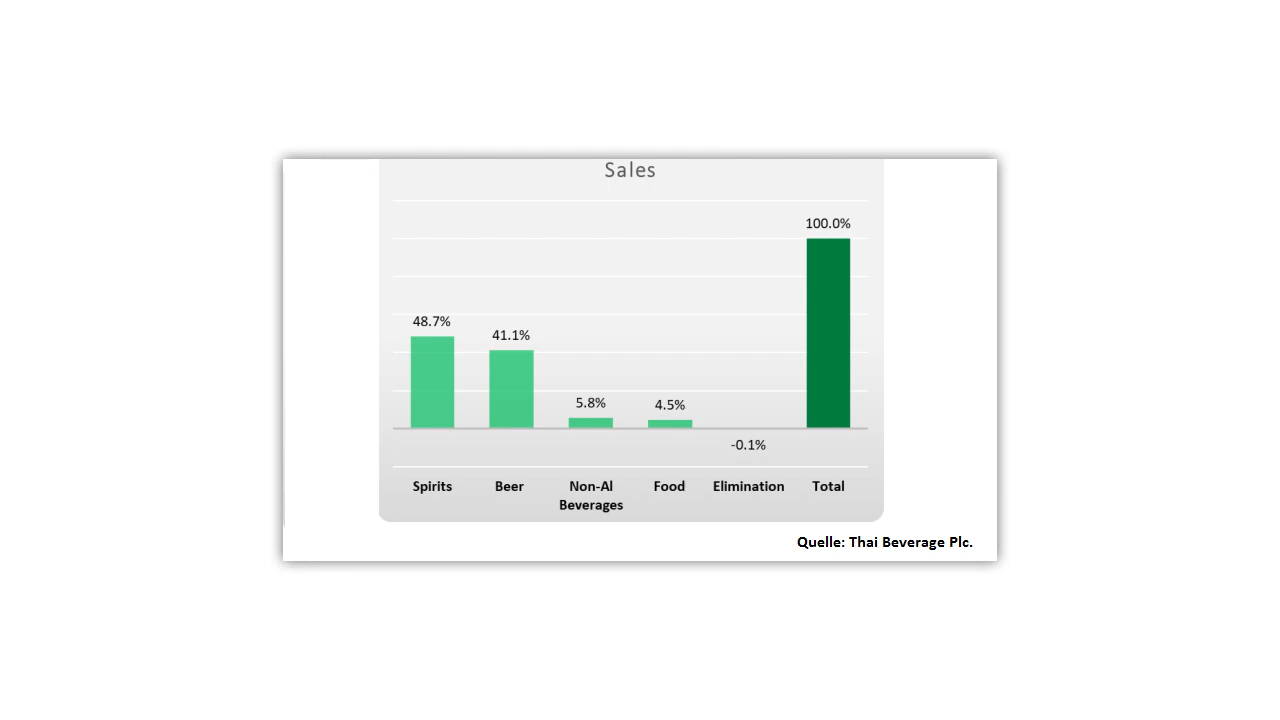 Sales
100.0%
48.7%
41.1%
5.8%
4.5%
-0.1%
Spirits
Beer
Non-Al
Beverages
Food
Elimination
Total
Quelle: Thai Beverage Plc.